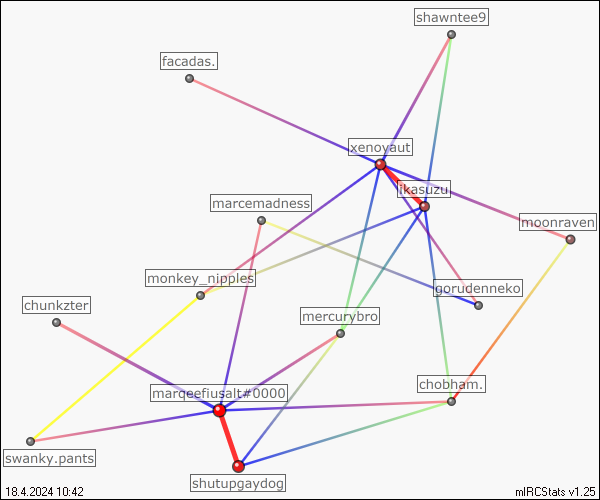 shawntee9
facadas.
xenoyaut
ikasuzu
marcemadness
moonraven
monkey_nipples
gorudenneko
chunkzter
mercurybro
chobham.
marqeefiusalt#0000
swanky.pants
shutupgaydog
18.4.2024 10:42
mIRCStats v1.25